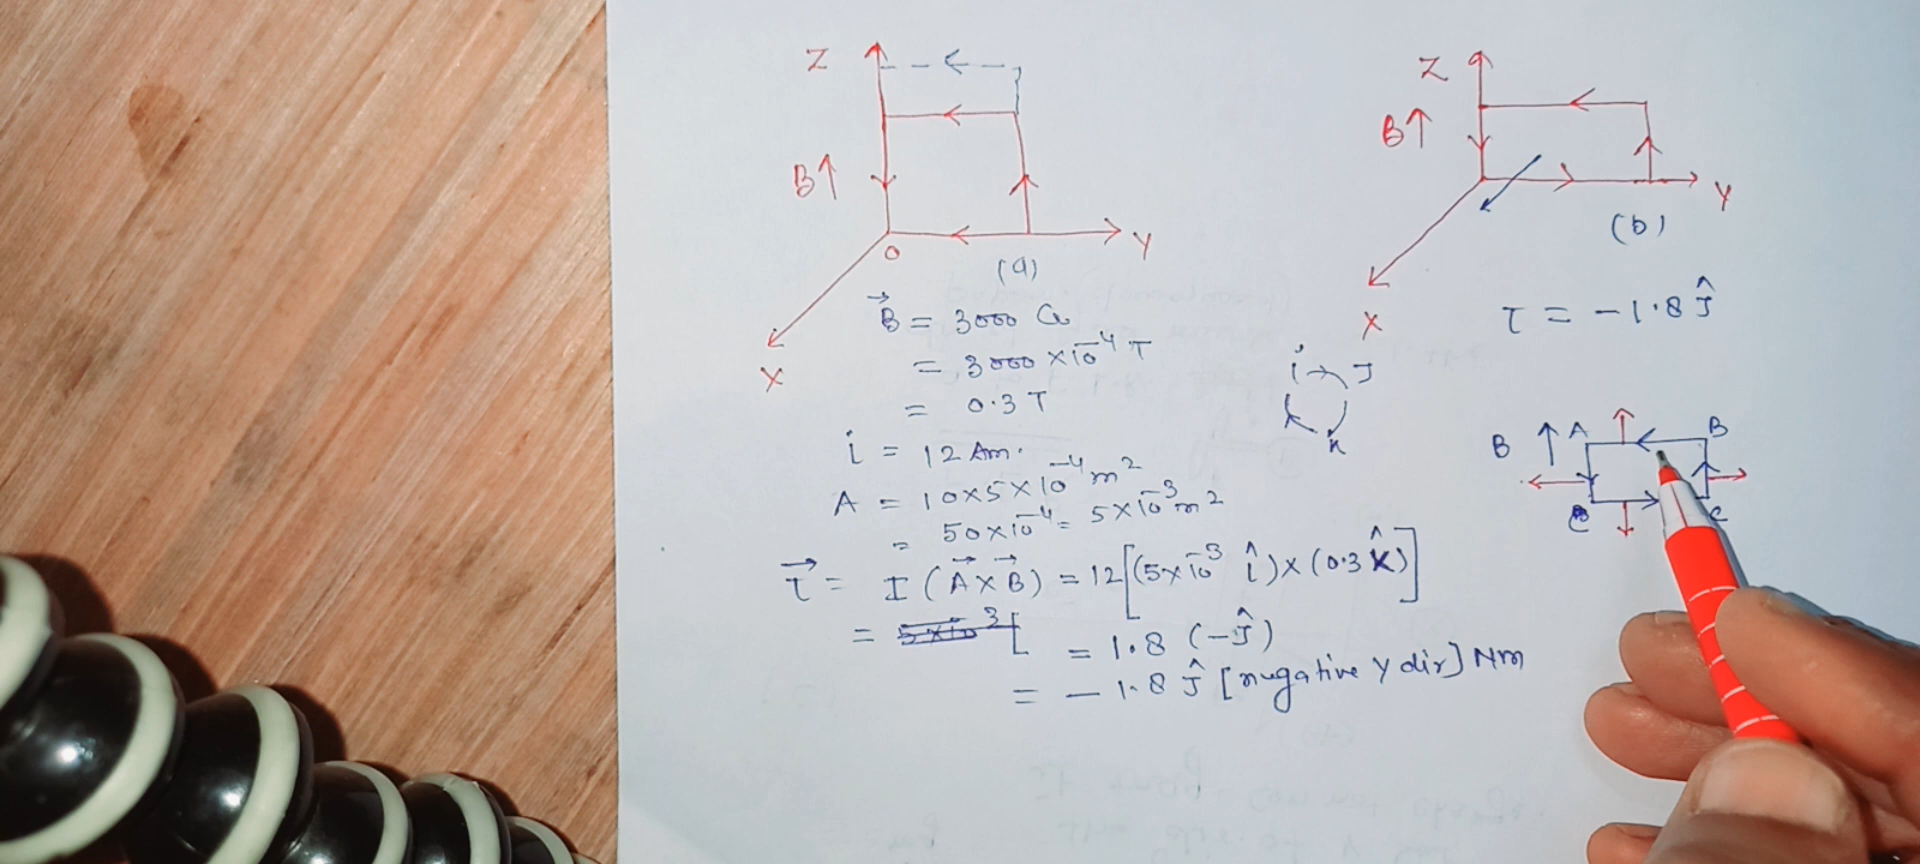 Z
B↑
O
Y
X
(a)
Z
B↑
Y
X
(b)
B⃗ = 3000 G
= 3000 × 10⁻⁴ T
= 0.3 T
i = 12 Am.
A = 10×5×10⁻⁴ m²
= 50×10⁻⁴ = 5×10⁻³ m²
τ⃗ = I (A⃗ × B⃗) = 12 [(5×10⁻³ î) × (0.3 k̂)]
= [
= 1.8 (-Ĵ)
= - 1.8 Ĵ [nugative Y dir] Nm
τ = -1.8 Ĵ
i J
k
B ↑ A B
C